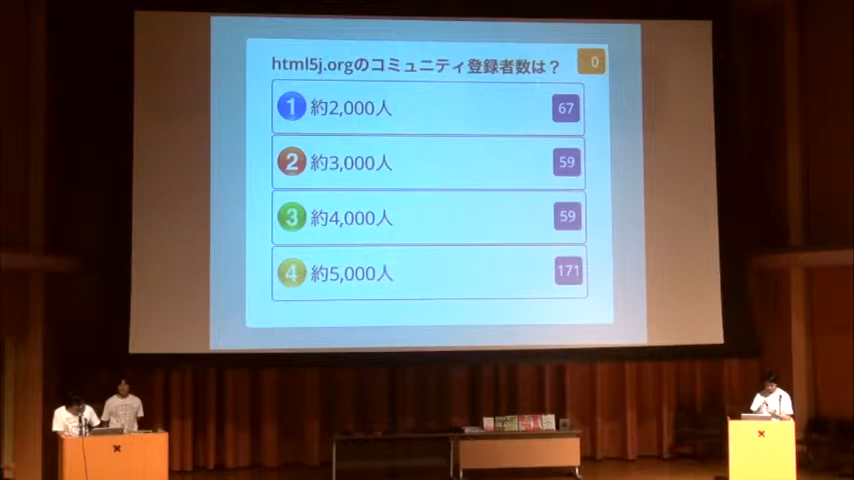 html5j.orgのコミュニティ登録者数は？ 0
1 約2,000人 67
2 約3,000人 59
3 約4,000人 59
4 約5,000人 171